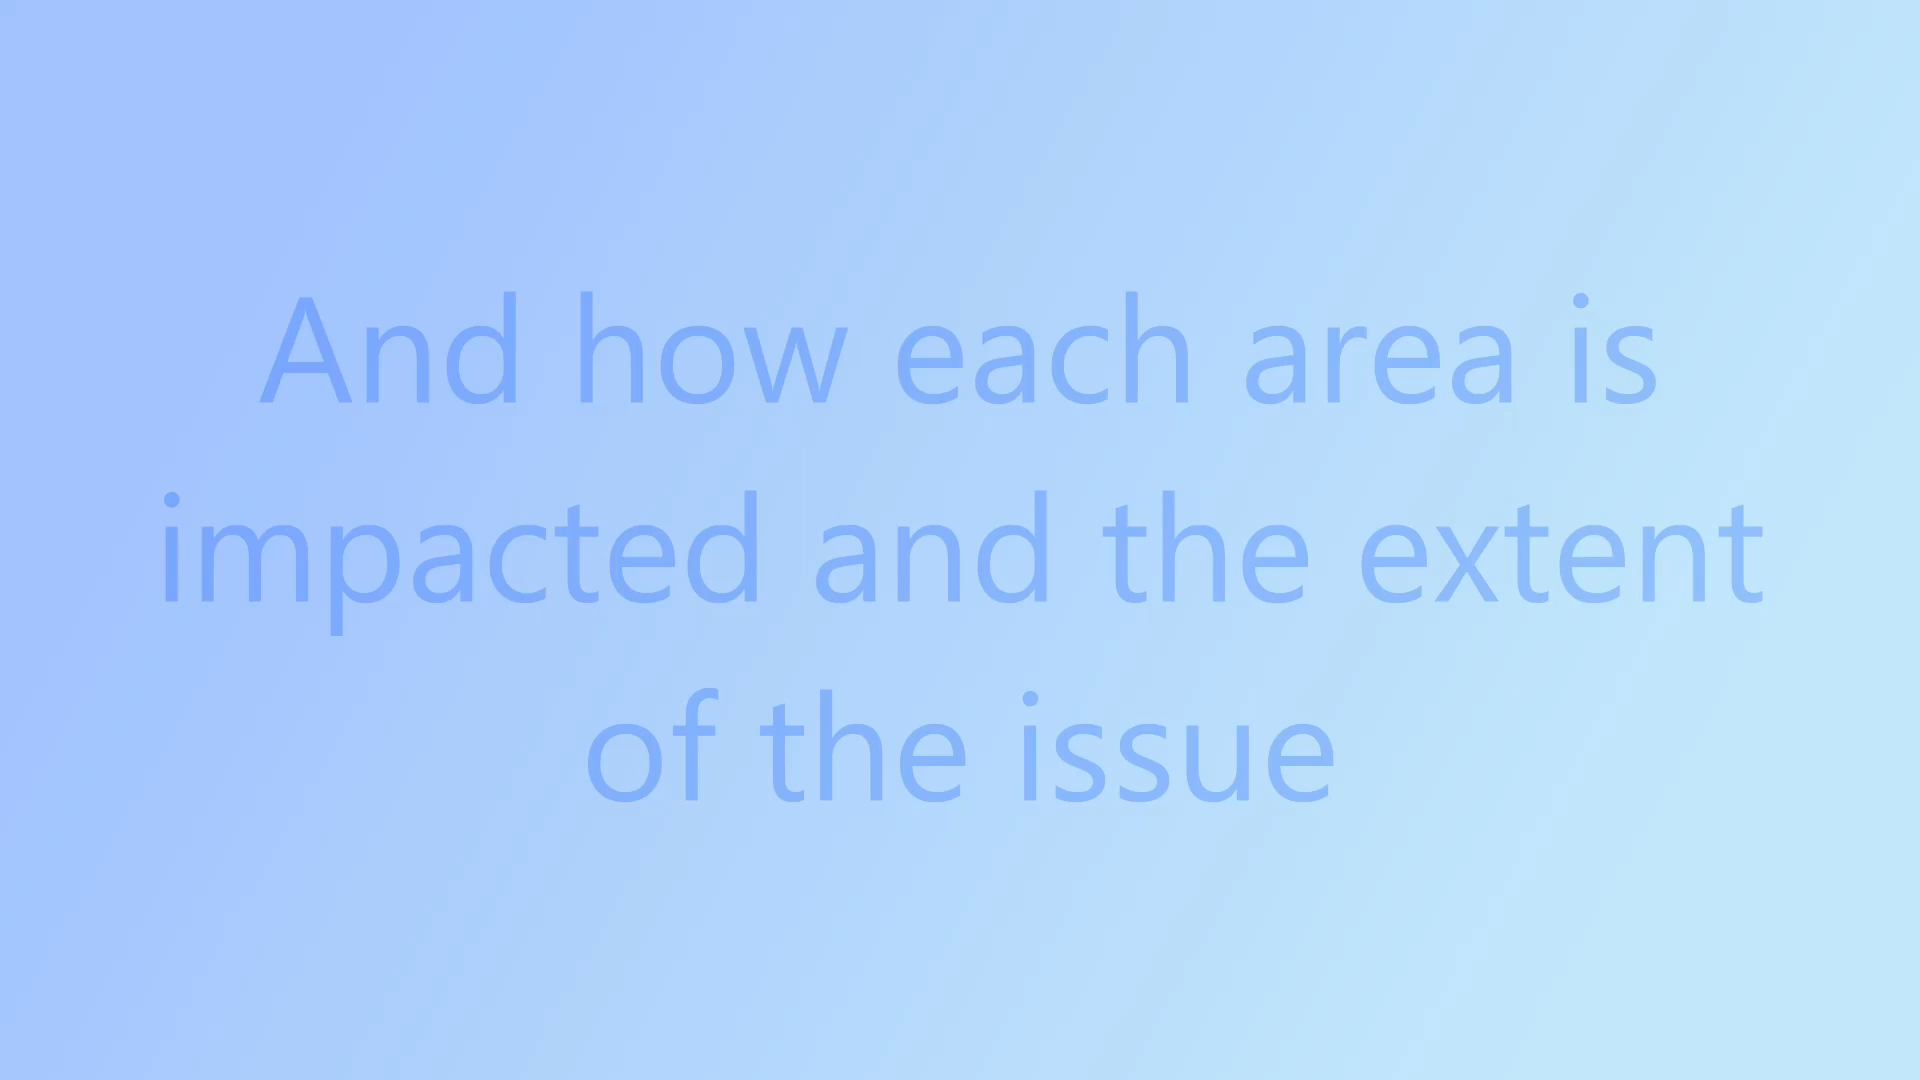 And how each area is
impacted and the extent
of the issue